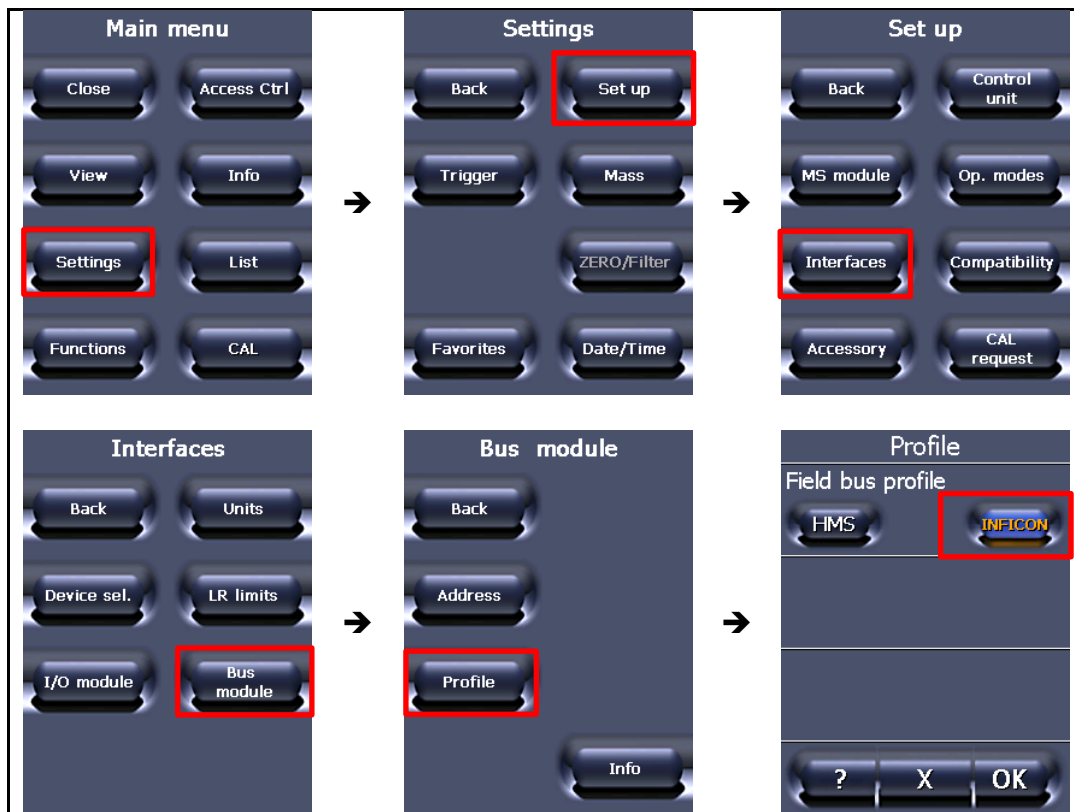 Main menu
Close
Access Ctrl
View
Info
Settings
List
Functions
CAL
Settings
Back
Set up
Trigger
Mass
ZERO/Filter
Favorites
Date/Time
Set up
Back
Control
unit
MS module
Op. modes
Interfaces
Compatibility
Accessory
CAL
request
Interfaces
Back
Units
Device sel.
LR limits
I/O module
Bus
module
Bus module
Back
Address
Profile
Info
Profile
Field bus profile
HMS
INFICON
?
X
OK